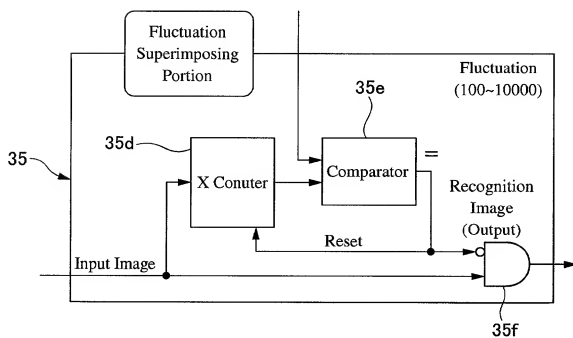 Fluctuation
Superimposing
Portion
Fluctuation
(100~10000)
35e
35d
35
X Conuter
Comparator
=
Recognition
Image
(Output)
Reset
Input Image
35f